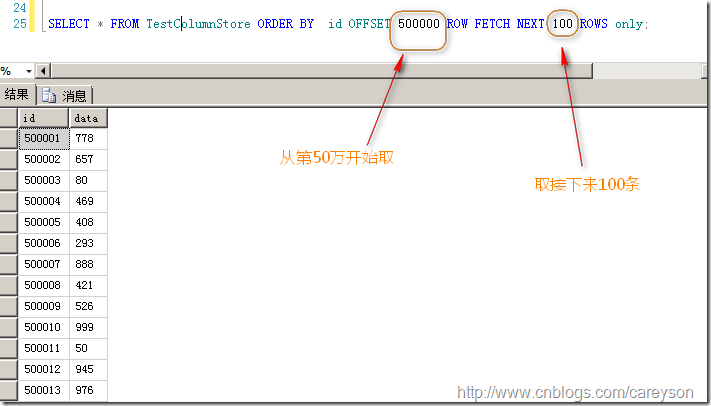 24
25 SELECT * FROM TestColumnStore ORDER BY  id OFFSET 500000 ROW FETCH NEXT 100 ROWS only;
%
结果 消息
id data
500001 778
500002 657
500003 80
500004 469
500005 408
500006 293
500007 888
500008 421
500009 526
500010 999
500011 50
500012 945
500013 976
从第50万开始取
取接下来100条
http://www.cnblogs.com/careyson